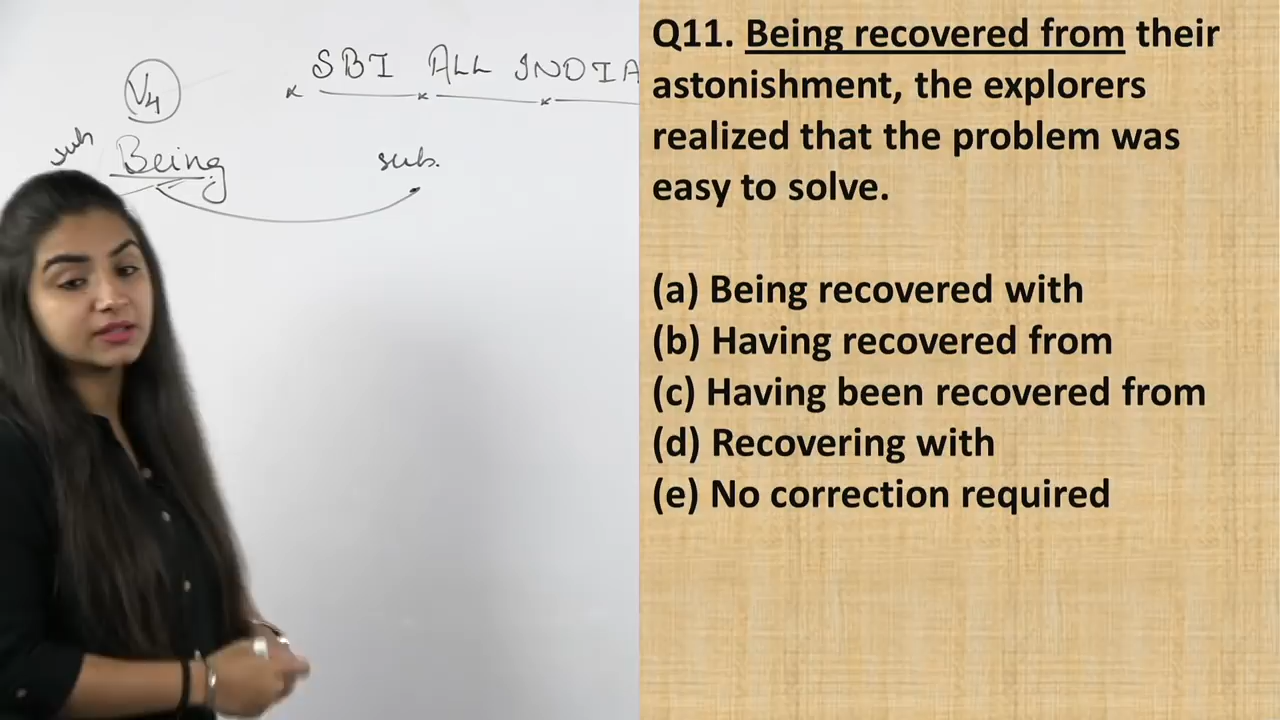 SBI ALL INDIA
V4
sub
Being
sub.
Q11. Being recovered from their
astonishment, the explorers
realized that the problem was
easy to solve.
(a) Being recovered with
(b) Having recovered from
(c) Having been recovered from
(d) Recovering with
(e) No correction required